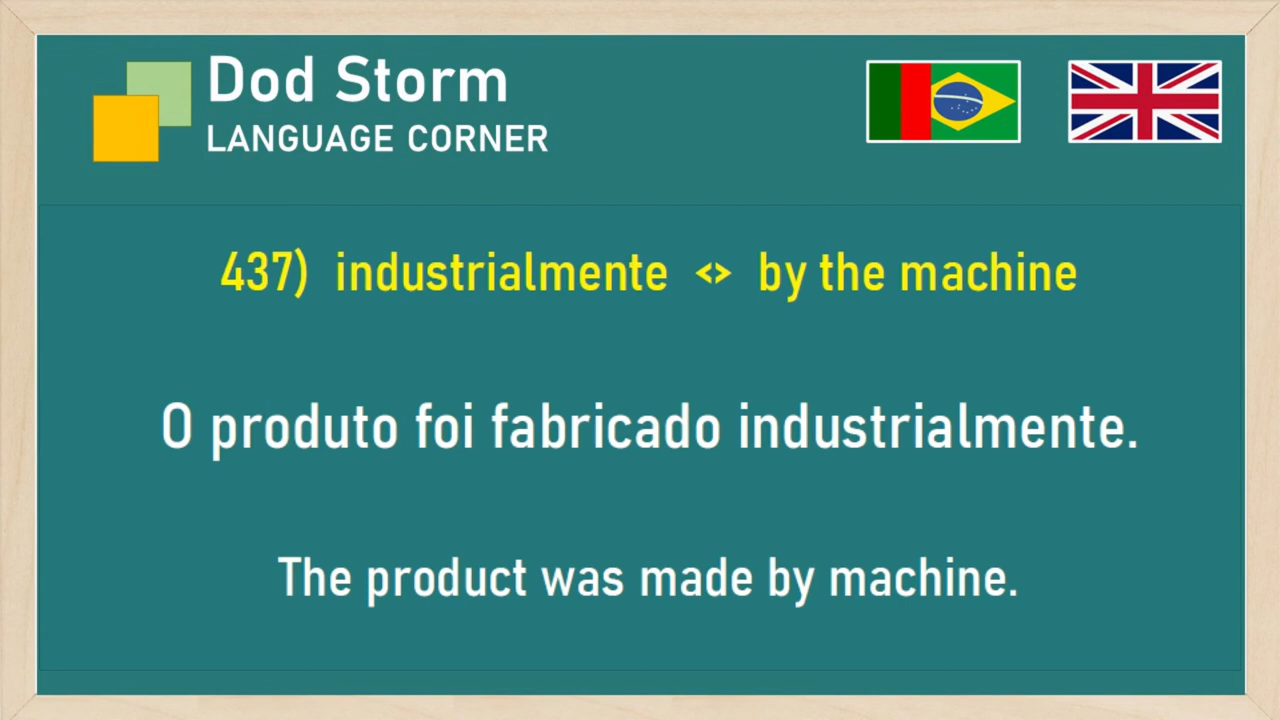 Dod Storm
LANGUAGE CORNER
437) industrialmente <> by the machine
O produto foi fabricado industrialmente.
The product was made by machine.